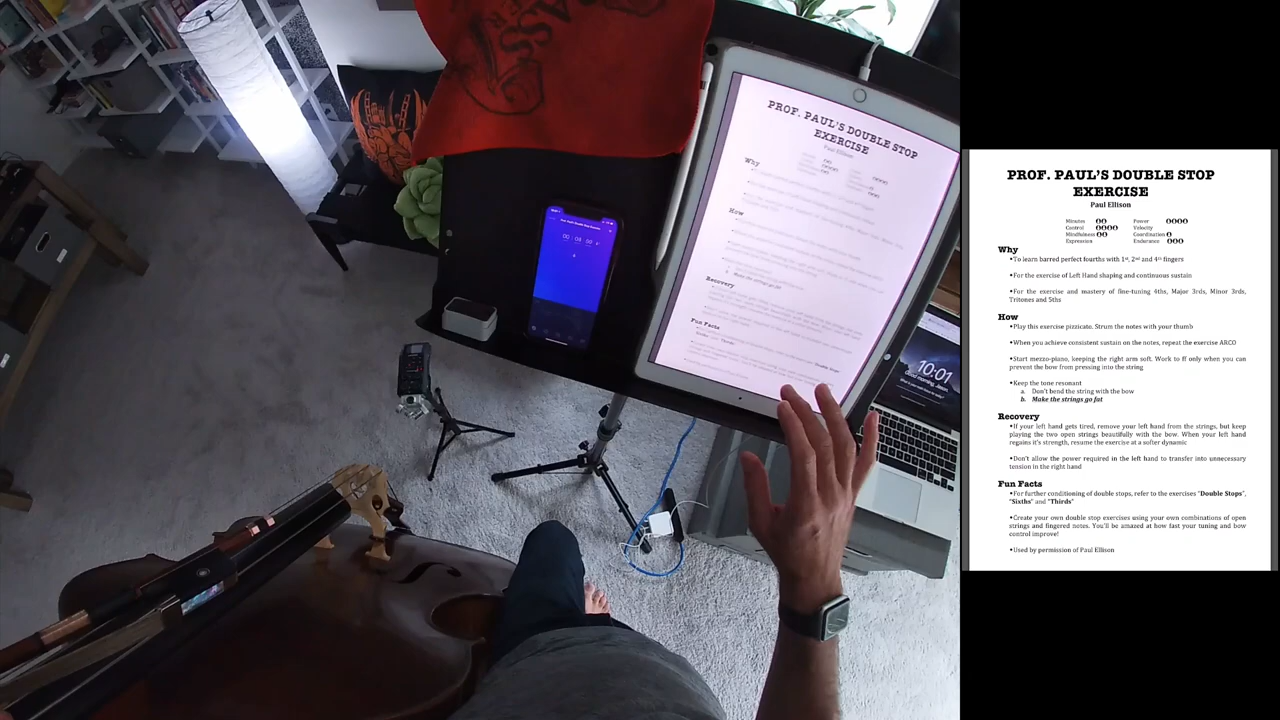 PROF. PAUL'S DOUBLE STOP
EXERCISE
Paul Ellison
Why
How
Recovery
Fun Facts
10:01
Good morning, Jason.
PROF. PAUL'S DOUBLE STOP
EXERCISE
Paul Ellison
Minutes
Power
Control
Velocity
Mindfulness
Coordination
Expression
Endurance
Why
•To learn barred perfect fourths with 1st, 2nd and 4th fingers
•For the exercise of Left Hand shaping and continuous sustain
•For the exercise and mastery of fine-tuning 4ths, Major 3rds, Minor 3rds,
Tritones and 5ths
How
•Play this exercise pizzicato. Strum the notes with your thumb
•When you achieve consistent sustain on the notes, repeat the exercise ARCO
•Start mezzo-piano, keeping the right arm soft. Work to ff only when you can
prevent the bow from pressing into the string
•Keep the tone resonant
a. Don't bend the string with the bow
b. Make the strings go fat
Recovery
•If your left hand gets tired, remove your left hand from the strings, but keep
playing the two open strings beautifully with the bow. When your left hand
regains it's strength, resume the exercise at a softer dynamic
•Don't allow the power required in the left hand to transfer into unnecessary
tension in the right hand
Fun Facts
•For further conditioning of double stops, refer to the exercises "Double Stops",
"Sixths" and "Thirds"
•Create your own double stop exercises using your own combinations of open
strings and fingered notes. You'll be amazed at how fast your tuning and bow
control improve!
•Used by permission of Paul Ellison